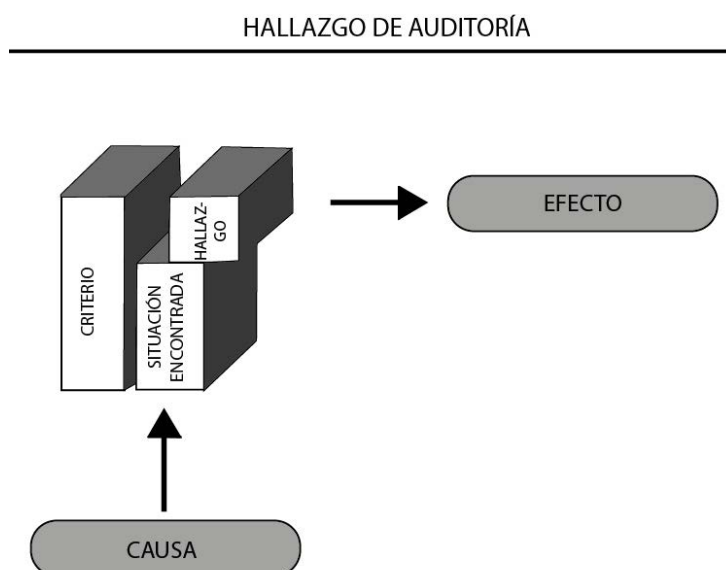 HALLAZGO DE AUDITORÍA
CRITERIO
SITUACIÓN
ENCONTRADA
HALLAZ-
GO
EFECTO
CAUSA